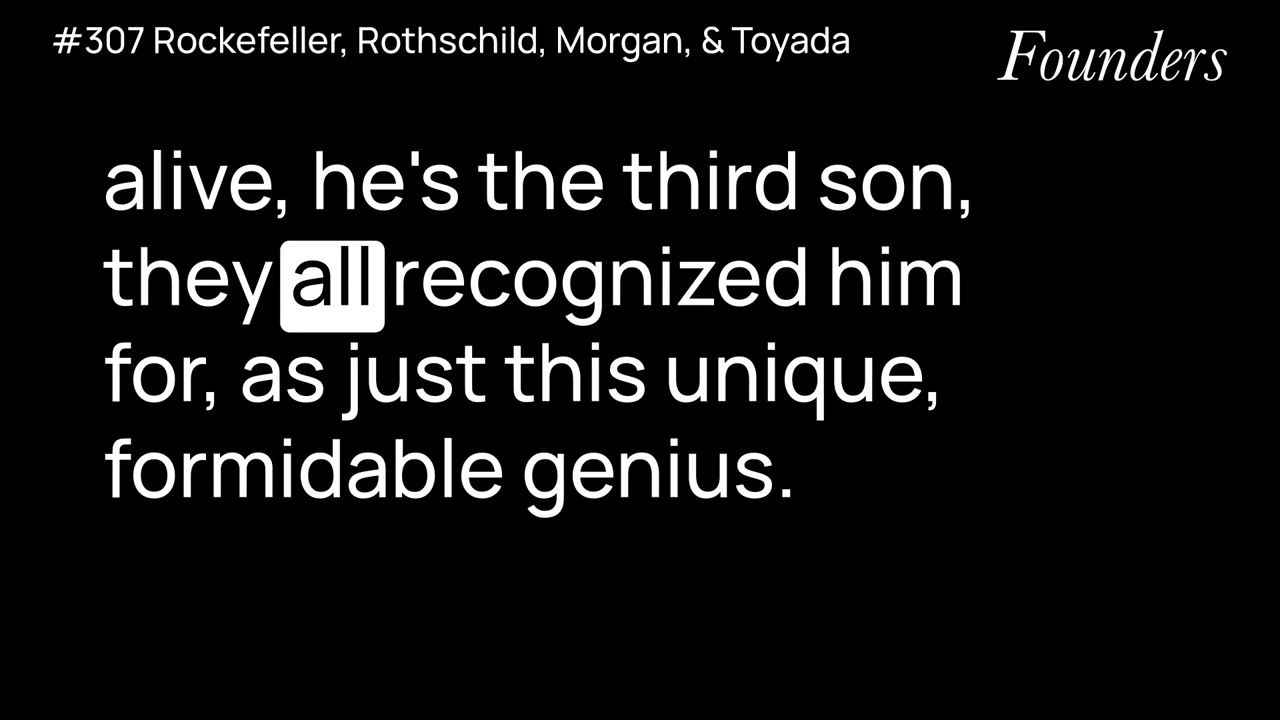 #307 Rockefeller, Rothschild, Morgan, & Toyada
Founders
alive, he's the third son,
they all recognized him
for, as just this unique,
formidable genius.